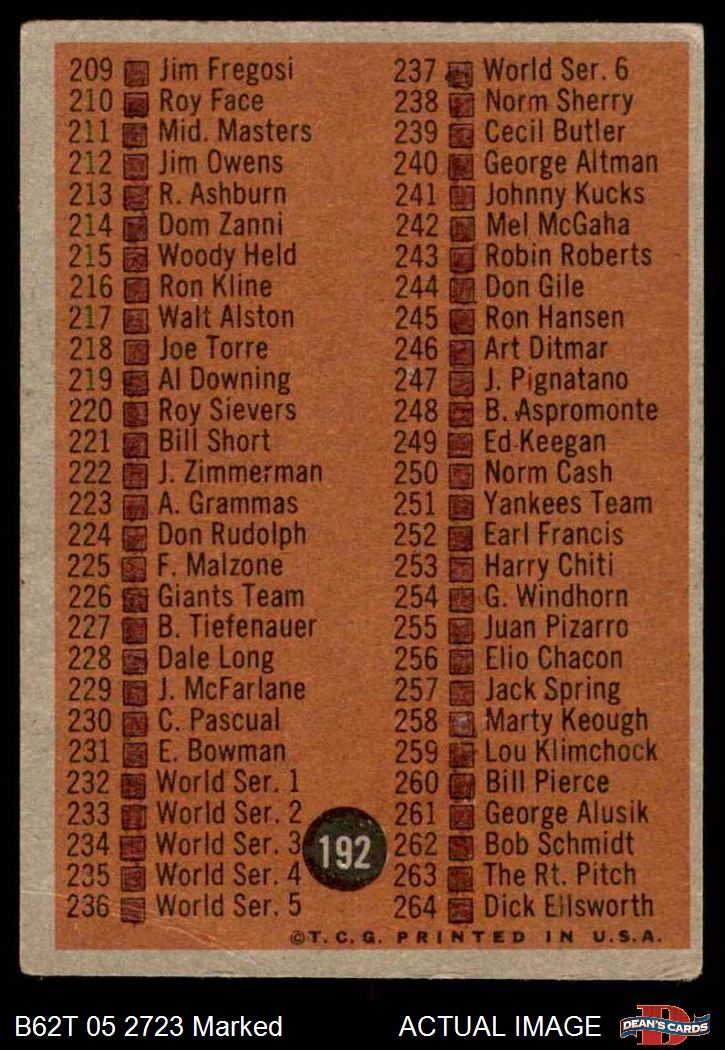 209 Jim Fregosi
210 Roy Face
211 Mid. Masters
212 Jim Owens
213 R. Ashburn
214 Dom Zanni
215 Woody Held
216 Ron Kline
217 Walt Alston
218 Joe Torre
219 Al Downing
220 Roy Sievers
221 Bill Short
222 J. Zimmerman
223 A. Grammas
224 Don Rudolph
225 F. Malzone
226 Giants Team
227 B. Tiefenauer
228 Dale Long
229 J. McFarlane
230 C. Pascual
231 E. Bowman
232 World Ser. 1
233 World Ser. 2
234 World Ser. 3
235 World Ser. 4
236 World Ser. 5
192
237 World Ser. 6
238 Norm Sherry
239 Cecil Butler
240 George Altman
241 Johnny Kucks
242 Mel McGaha
243 Robin Roberts
244 Don Gile
245 Ron Hansen
246 Art Ditmar
247 J. Pignatano
248 B. Aspromonte
249 Ed Keegan
250 Norm Cash
251 Yankees Team
252 Earl Francis
253 Harry Chiti
254 G. Windhorn
255 Juan Pizarro
256 Elio Chacon
257 Jack Spring
258 Marty Keough
259 Lou Klimchock
260 Bill Pierce
261 George Alusik
262 Bob Schmidt
263 The Rt. Pitch
264 Dick Ellsworth
©T.C.G. PRINTED IN U.S.A.
B62T 05 2723 Marked
ACTUAL IMAGE
D
DEAN'S CARDS